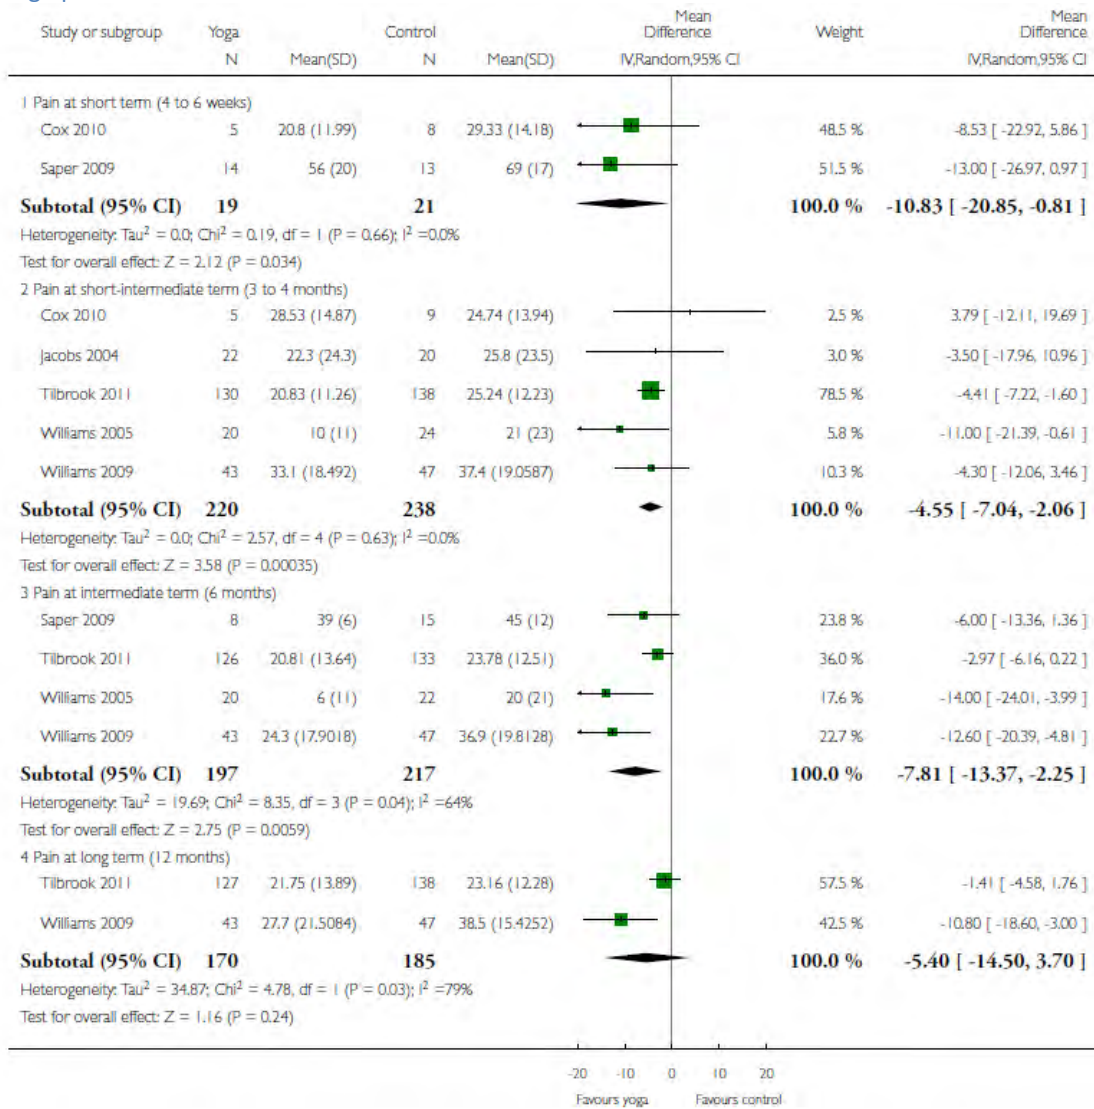 Study or subgroup Yoga Control Mean Difference Weight Mean Difference
N Mean(SD) N Mean(SD) IV,Random,95% CI IV,Random,95% CI
1 Pain at short term (4 to 6 weeks)
Cox 2010 5 20.8 (11.99) 8 29.33 (14.18) 48.5 % -8.53 [ -22.92, 5.86 ]
Saper 2009 14 56 (20) 13 69 (17) 51.5 % -13.00 [ -26.97, 0.97 ]
Subtotal (95% CI) 19 21 100.0 % -10.83 [ -20.85, -0.81 ]
Heterogeneity: Tau² = 0.0; Chi² = 0.19, df = 1 (P = 0.66); I² =0.0%
Test for overall effect: Z = 2.12 (P = 0.034)
2 Pain at short-intermediate term (3 to 4 months)
Cox 2010 5 28.53 (14.87) 9 24.74 (13.94) 2.5 % 3.79 [ -12.11, 19.69 ]
Jacobs 2004 22 22.3 (24.3) 20 25.8 (23.5) 3.0 % -3.50 [ -17.96, 10.96 ]
Tilbrook 2011 130 20.83 (11.26) 138 25.24 (12.23) 78.5 % -4.41 [ -7.22, -1.60 ]
Williams 2005 20 10 (11) 24 21 (23) 5.8 % -11.00 [ -21.39, -0.61 ]
Williams 2009 43 33.1 (18.492) 47 37.4 (19.0587) 10.3 % -4.30 [ -12.06, 3.46 ]
Subtotal (95% CI) 220 238 100.0 % -4.55 [ -7.04, -2.06 ]
Heterogeneity: Tau² = 0.0; Chi² = 2.57, df = 4 (P = 0.63); I² =0.0%
Test for overall effect: Z = 3.58 (P = 0.00035)
3 Pain at intermediate term (6 months)
Saper 2009 8 39 (6) 15 45 (12) 23.8 % -6.00 [ -13.36, 1.36 ]
Tilbrook 2011 126 20.81 (13.64) 133 23.78 (12.51) 36.0 % -2.97 [ -6.16, 0.22 ]
Williams 2005 20 6 (11) 22 20 (21) 17.6 % -14.00 [ -24.01, -3.99 ]
Williams 2009 43 24.3 (17.9018) 47 36.9 (19.8128) 22.7 % -12.60 [ -20.39, -4.81 ]
Subtotal (95% CI) 197 217 100.0 % -7.81 [ -13.37, -2.25 ]
Heterogeneity: Tau² = 19.69; Chi² = 8.35, df = 3 (P = 0.04); I² =64%
Test for overall effect: Z = 2.75 (P = 0.0059)
4 Pain at long term (12 months)
Tilbrook 2011 127 21.75 (13.89) 138 23.16 (12.28) 57.5 % -1.41 [ -4.58, 1.76 ]
Williams 2009 43 27.7 (21.5084) 47 38.5 (15.4252) 42.5 % -10.80 [ -18.60, -3.00 ]
Subtotal (95% CI) 170 185 100.0 % -5.40 [ -14.50, 3.70 ]
Heterogeneity: Tau² = 34.87; Chi² = 4.78, df = 1 (P = 0.03); I² =79%
Test for overall effect: Z = 1.16 (P = 0.24)
-20 -10 0 10 20
Favours yoga Favours control